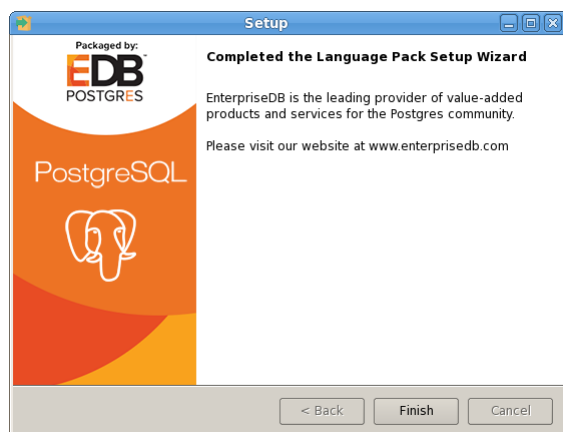 Setup
Packaged by:
EDB
POSTGRES
PostgreSQL
Completed the Language Pack Setup Wizard
EnterpriseDB is the leading provider of value-added
products and services for the Postgres community.
Please visit our website at www.enterprisedb.com
< Back
Finish
Cancel